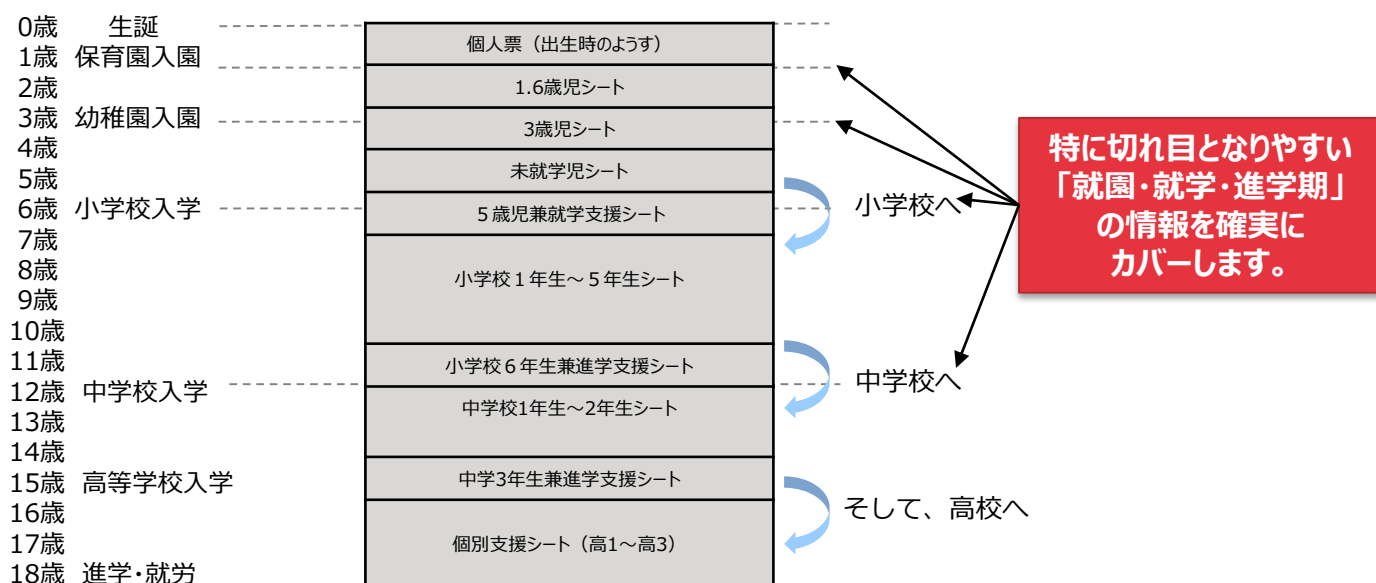 0歳 生誕
1歳 保育園入園
2歳
3歳 幼稚園入園
4歳
5歳
6歳 小学校入学
7歳
8歳
9歳
10歳
11歳
12歳 中学校入学
13歳
14歳
15歳 高等学校入学
16歳
17歳
18歳 進学・就労
個人票（出生時のようす）
1.6歳児シート
3歳児シート
未就学児シート
５歳児兼就学支援シート
小学校１年生～５年生シート
小学校６年生兼進学支援シート
中学校1年生～2年生シート
中学3年生兼進学支援シート
個別支援シート（高1～高3）
小学校へ
中学校へ
そして、高校へ
特に切れ目となりやすい
「就園・就学・進学期」
の情報を確実に
カバーします。